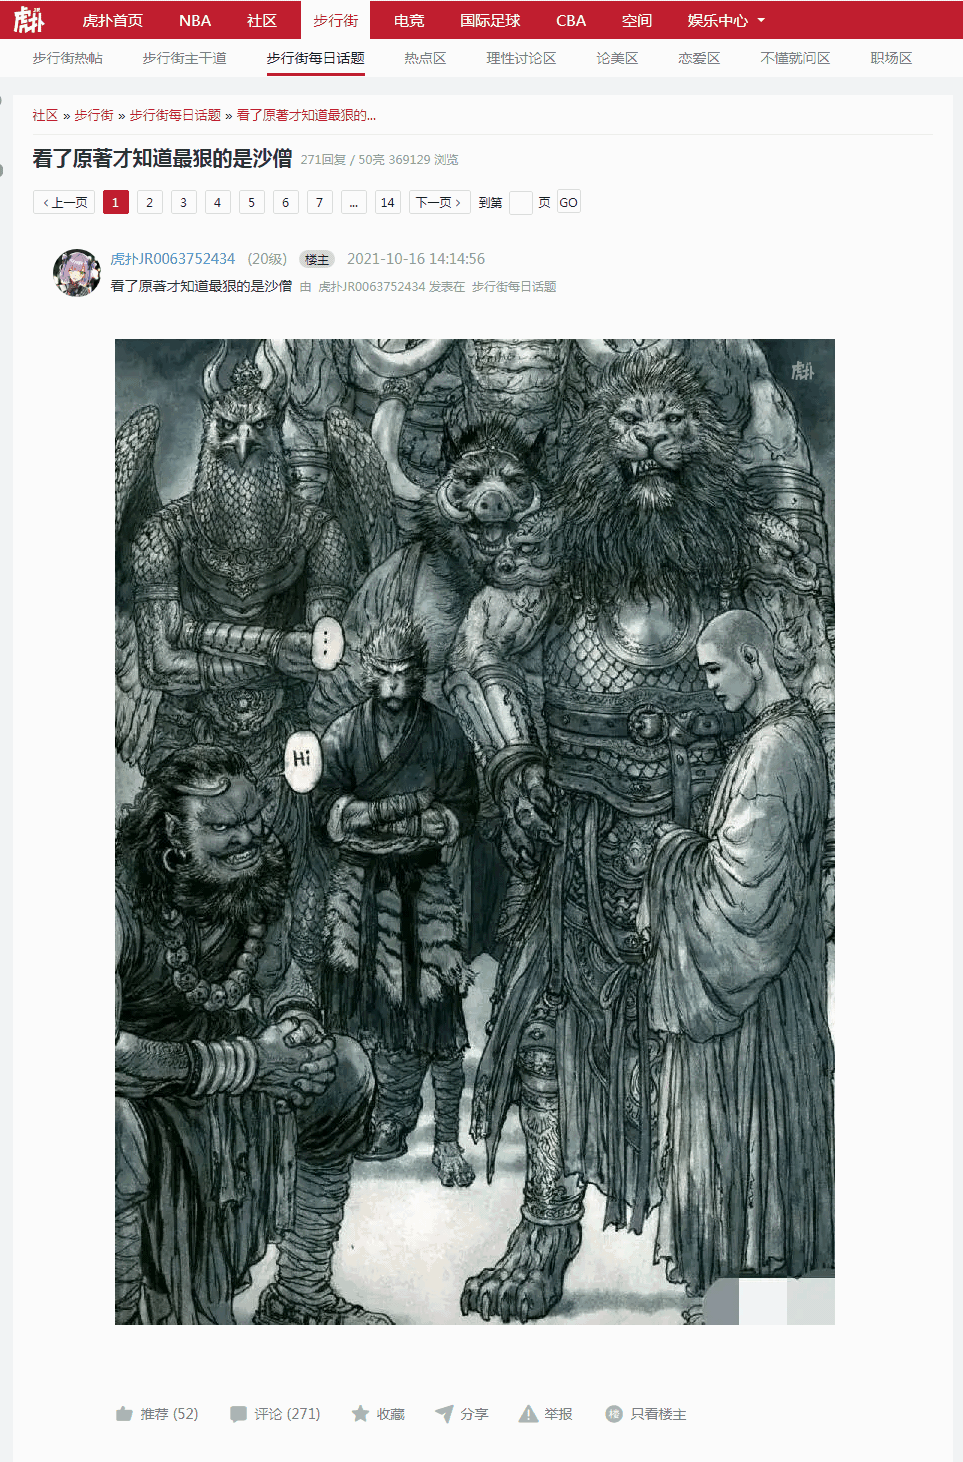 虎扑 虎扑首页 NBA 社区 步行街 电竞 国际足球 CBA 空间 娱乐中心
步行街热帖 步行街主干道 步行街每日话题 热点区 理性讨论区 论美区 恋爱区 不懂就问区 职场区
社区 » 步行街 » 步行街每日话题 » 看了原著才知道最狠的...
看了原著才知道最狠的是沙僧 271回复 / 50亮 369129 浏览
‹上一页 1 2 3 4 5 6 7 ... 14 下一页› 到第 页 GO
虎扑JR0063752434 (20级) 楼主 2021-10-16 14:14:56
看了原著才知道最狠的是沙僧 由 虎扑JR0063752434 发表在 步行街每日话题
虎扑
...
Hi
推荐 (52) 评论 (271) 收藏 分享 举报 楼 只看楼主